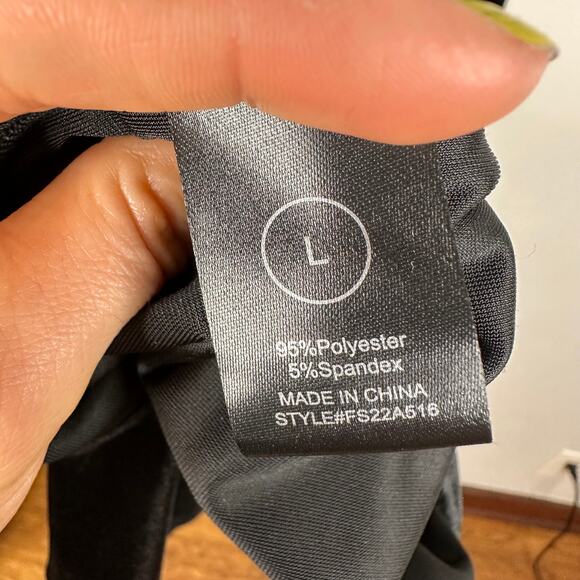 L
95%Polyester
5%Spandex
MADE IN CHINA
STYLE#FS22A516